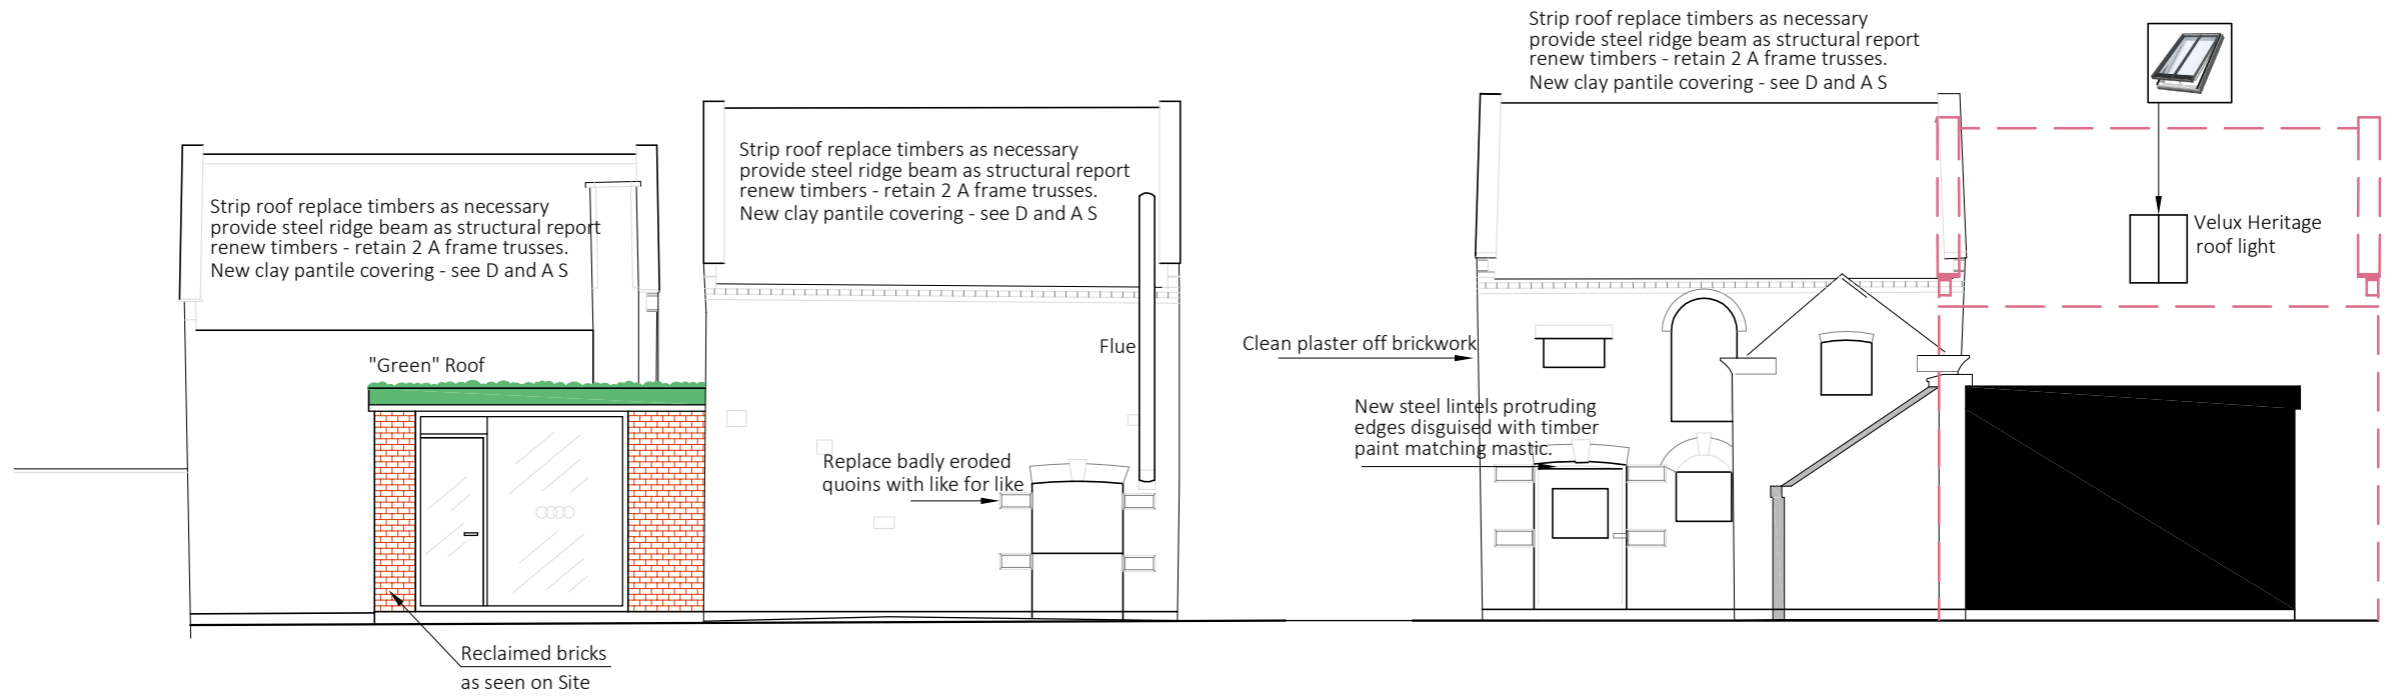 Strip roof replace timbers as necessary
provide steel ridge beam as structural report
renew timbers - retain 2 A frame trusses.
New clay pantile covering - see D and A S
"Green" Roof
Reclaimed bricks
as seen on Site
Strip roof replace timbers as necessary
provide steel ridge beam as structural report
renew timbers - retain 2 A frame trusses.
New clay pantile covering - see D and A S
Flue
Replace badly eroded
quoins with like for like
Strip roof replace timbers as necessary
provide steel ridge beam as structural report
renew timbers - retain 2 A frame trusses.
New clay pantile covering - see D and A S
Clean plaster off brickwork
New steel lintels protruding
edges disguised with timber
paint matching mastic.
Velux Heritage
roof light